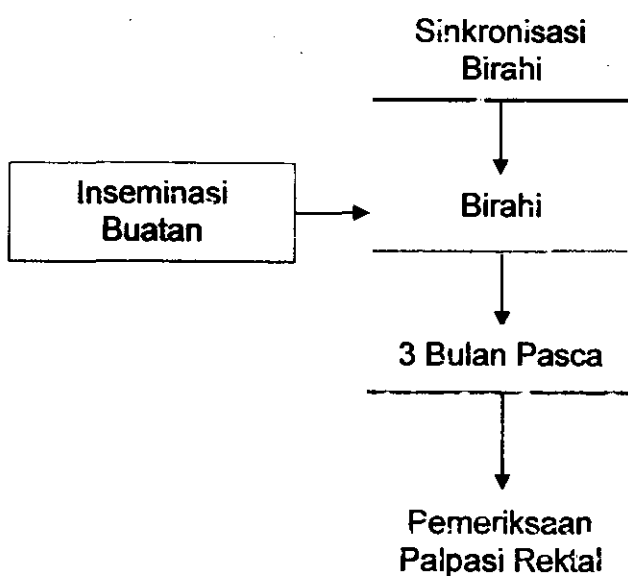 Sinkronisasi
Birahi
Inseminasi
Buatan
Birahi
3 Bulan Pasca
Pemeriksaan
Palpasi Rektal